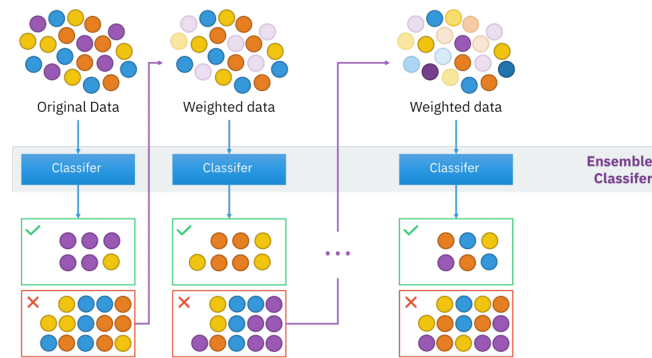 Original Data
Weighted data
Weighted data
Classifer
Classifer
Classifer
Ensemble
Classifer